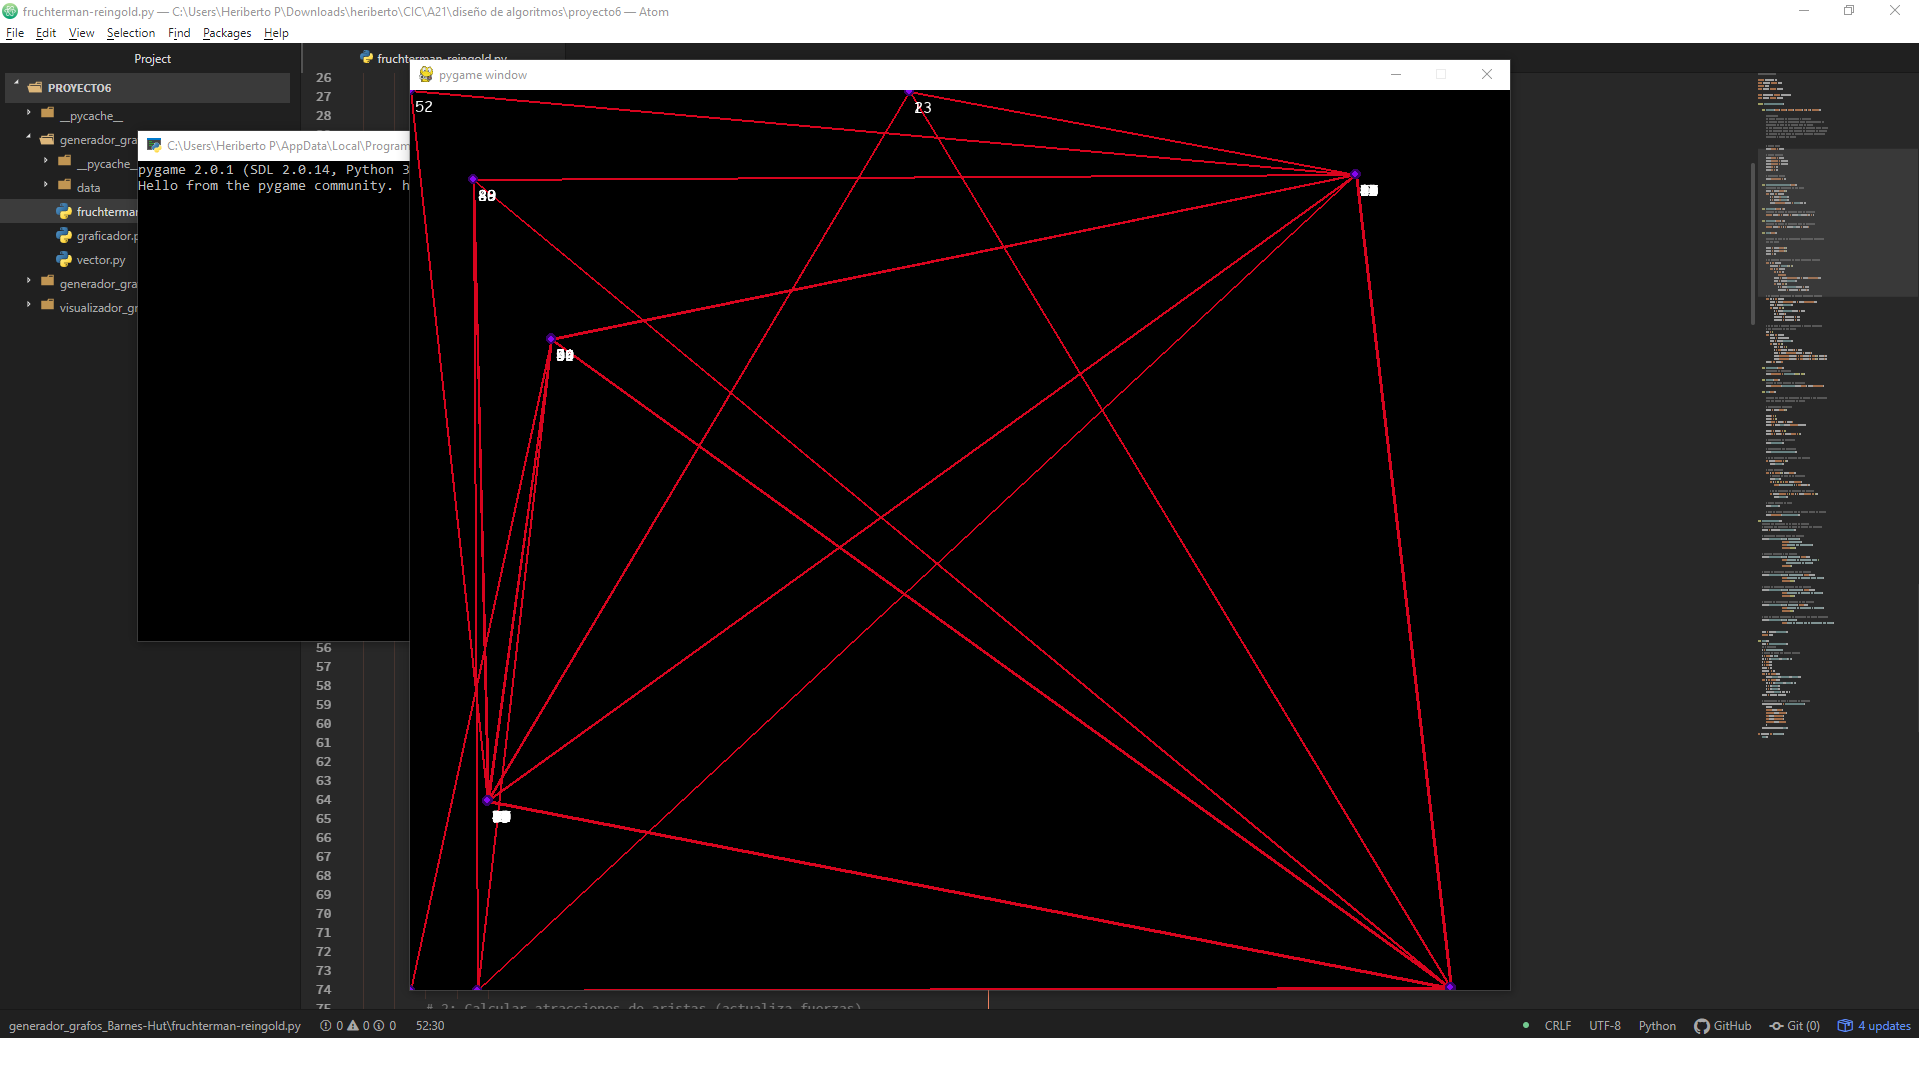 fruchterman-reingold.py — C:\Users\Heriberto P\Downloads\heriberto\CIC\A21\diseño de algoritmos\proyecto6 — Atom
File Edit View Selection Find Packages Help
Project
fruchterman-reingold.py
PROYECTO6
__pycache__
generador_gra
__pycache_
data
fruchterman
graficador.p
vector.py
generador_gra
visualizador_gr
26
27
28
C:\Users\Heriberto P\AppData\Local\Program
pygame 2.0.1 (SDL 2.0.14, Python 3
Hello from the pygame community. h
pygame window
52
56
57
58
59
60
61
62
63
64
65
66
67
68
69
70
71
72
73
74
75
# 2: Calcular atracciones de aristas (actualiza fuerzas)
generador_grafos_Barnes-Hut\fruchterman-reingold.py 0 0 0 52:30 CRLF UTF-8 Python GitHub Git (0) 4 updates